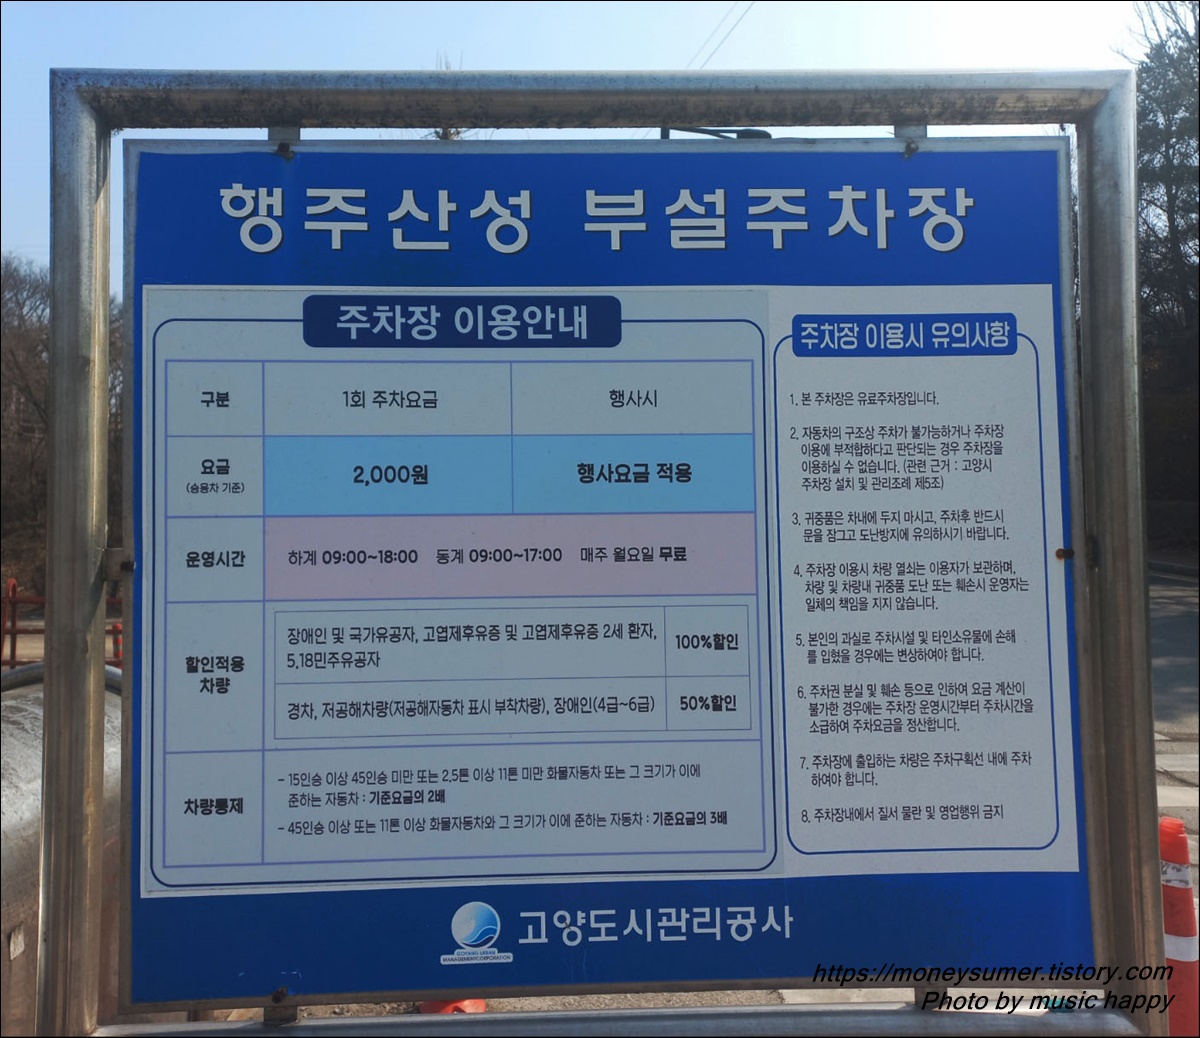 행주산성 부설주차장
주차장 이용안내
구분
1회 주차요금
행사시
요금
(승용차 기준)
2,000원
행사요금 적용
운영시간
하계 09:00~18:00 동계 09:00~17:00 매주 월요일 무료
할인적용
차량
장애인 및 국가유공자, 고엽제후유증 및 고엽제후유증 2세 환자,
5.18민주유공자
100%할인
경차, 저공해차량(저공해자동차 표시 부착차량), 장애인(4급~6급)
50%할인
차량통제
- 15인승 이상 45인승 미만 또는 2.5톤 이상 11톤 미만 화물자동차 또는 그 크기가 이에
준하는 자동차 : 기준요금의 2배
- 45인승 이상 또는 11톤 이상 화물자동차와 그 크기가 이에 준하는 자동차 : 기준요금의 3배
주차장 이용시 유의사항
1. 본 주차장은 유료주차장입니다.
2. 자동차의 구조상 주차가 불가능하거나 주차장
이용에 부적합하다고 판단되는 경우 주차장을
이용하실 수 없습니다. (관련 근거 : 고양시
주차장 설치 및 관리조례 제5조)
3. 귀중품은 차내에 두지 마시고, 주차후 반드시
문을 잠그고 도난방지에 유의하시기 바랍니다.
4. 주차장 이용시 차량 열쇠는 이용자가 보관하며,
차량 및 차량내 귀중품 도난 또는 훼손시 운영자는
일체의 책임을 지지 않습니다.
5. 본인의 과실로 주차시설 및 타인소유물에 손해
를 입혔을 경우에는 변상하여야 합니다.
6. 주차권 분실 및 훼손 등으로 인하여 요금 계산이
불가한 경우에는 주차장 운영시간부터 주차시간을
소급하여 주차요금을 정산합니다.
7. 주차장에 출입하는 차량은 주차구획선 내에 주차
하여야 합니다.
8. 주차장내에서 질서 물란 및 영업행위 금지
고양도시관리공사
GOYANG URBAN
MANAGEMENT CORPORATION
https://moneysumer.tistory.com
Photo by music happy